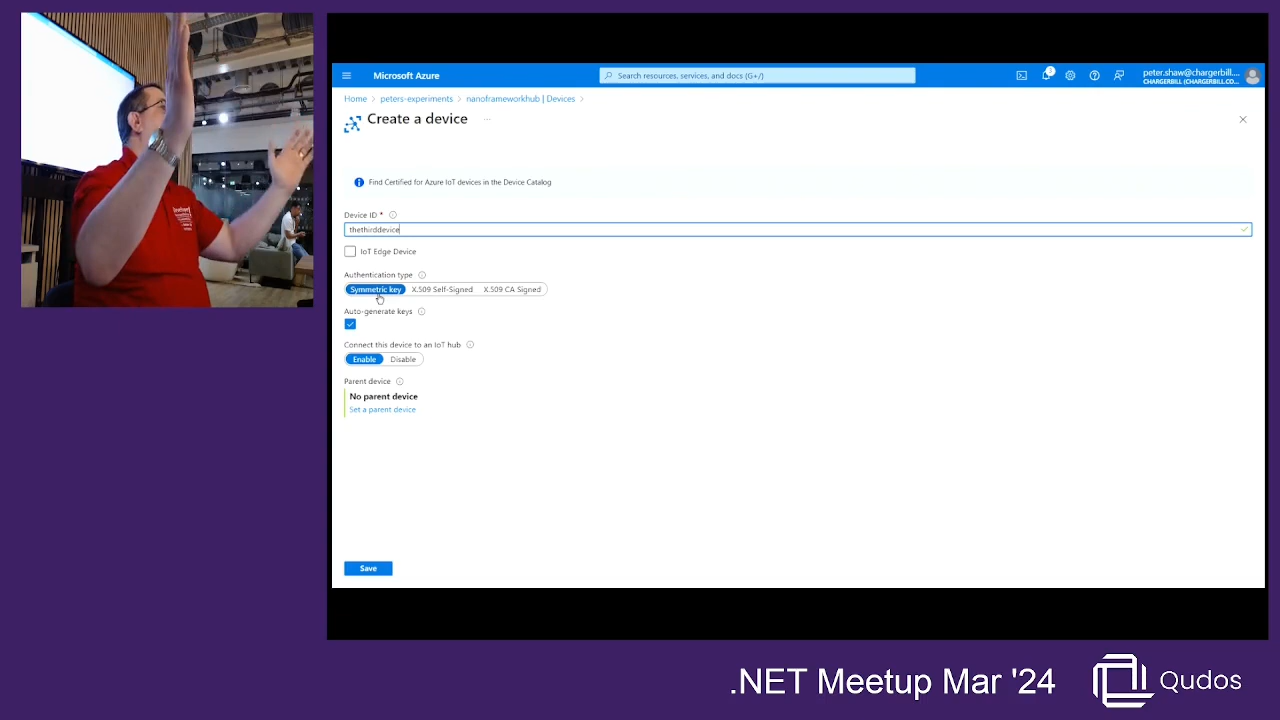 Microsoft Azure
Search resources, services, and docs (G+/)
peter.shaw@chargerbill....
CHARGERBILL (CHARGERBILL.CO...
Home > peters-experiments > nanoframeworkhub | Devices >
Create a device ...
Find Certified for Azure IoT devices in the Device Catalog
Device ID *
thethirddevice
IoT Edge Device
Authentication type
Symmetric key X.509 Self-Signed X.509 CA Signed
Auto-generate keys
Connect this device to an IoT hub
Enable Disable
Parent device
No parent device
Set a parent device
Save
.NET Meetup Mar '24
Qudos